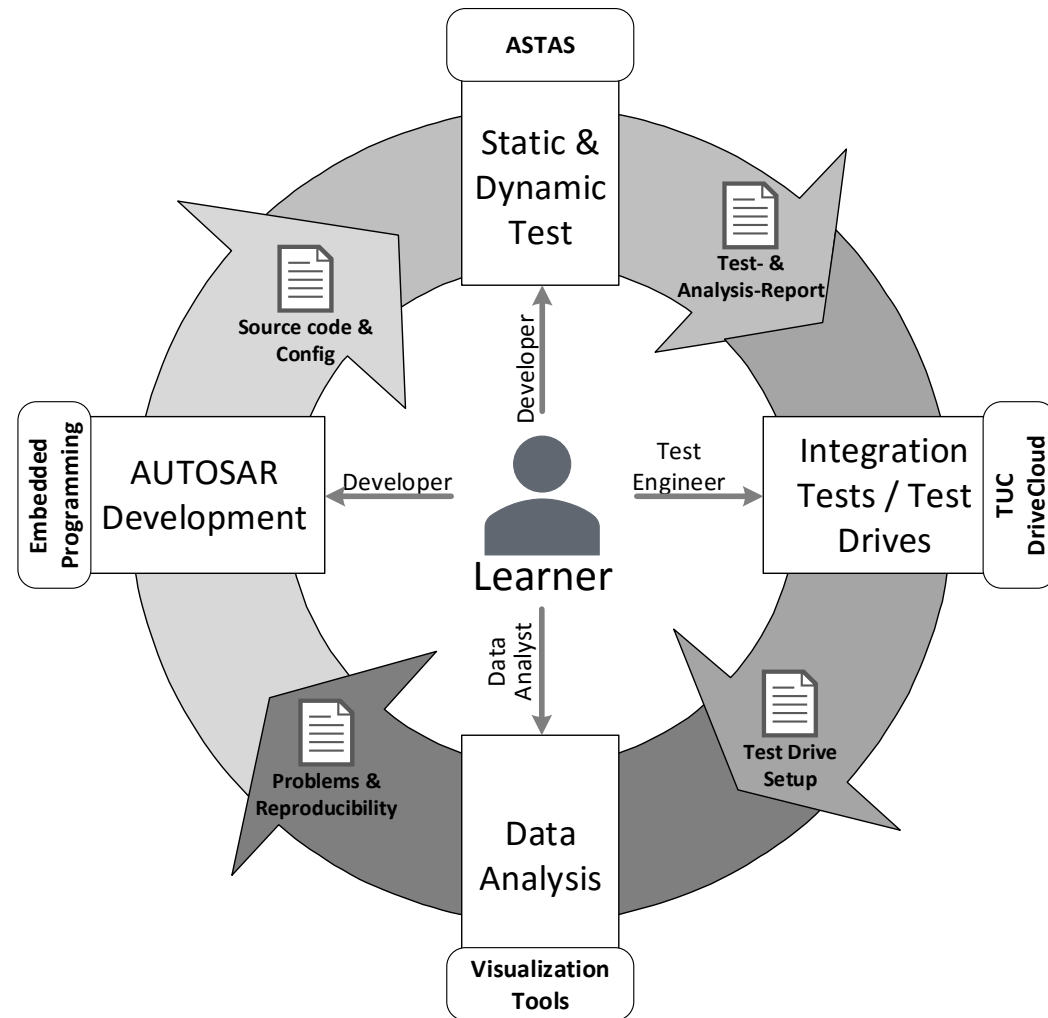 ASTAS
Static &
Dynamic
Test
Test- &
Analysis-Report
Source code &
Config
Developer
Embedded
Programming
AUTOSAR
Development
Developer
Test
Engineer
Integration
Tests / Test
Drives
TUC
DriveCloud
Learner
Data
Analyst
Test Drive
Setup
Problems &
Reproducibility
Data
Analysis
Visualization
Tools